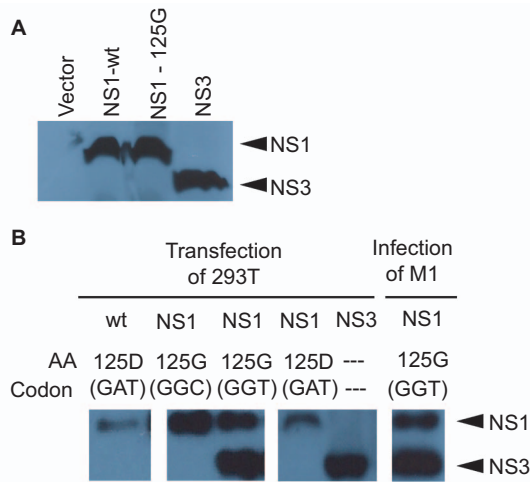 A
Vector
NS1-wt
NS1 - 125G
NS3
NS1
NS3
B
Transfection
of 293T
Infection
of M1
wt NS1 NS1 NS1 NS3 NS1
AA 125D 125G 125G 125D --- 125G
Codon (GAT) (GGC) (GGT) (GAT) --- (GGT)
NS1
NS3